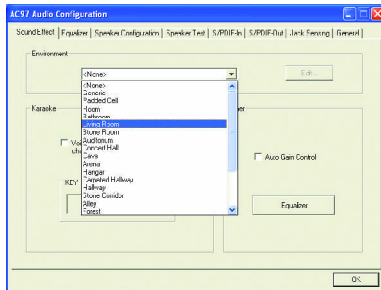 AC97 Audio Configuration
Sound Effect | Equalizer | Speaker Configuration | Speaker Test | S/PDIF-In | S/PDIF-Out | Jack Sensing | General
Environment
<None>
Edit...
<None>
Generic
Padded Cell
Room
Bathroom
Living Room
Stone Room
Auditorium
Concert Hall
Cave
Arena
Hangar
Carpeted Hallway
Hallway
Stone Corridor
Alley
Forest
Karaoke
KEY
Auto Gain Control
Equalizer
OK